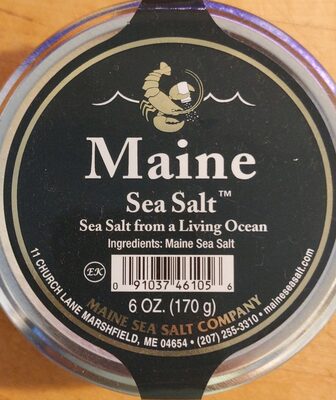 Maine
Sea Salt™
Sea Salt from a Living Ocean
Ingredients: Maine Sea Salt
EK
0 91037 46105 6
6 OZ. (170 g)
MAINE SEA SALT COMPANY
11 CHURCH LANE MARSHFIELD, ME 04654 • (207) 255-3310 • maineseasalt.com